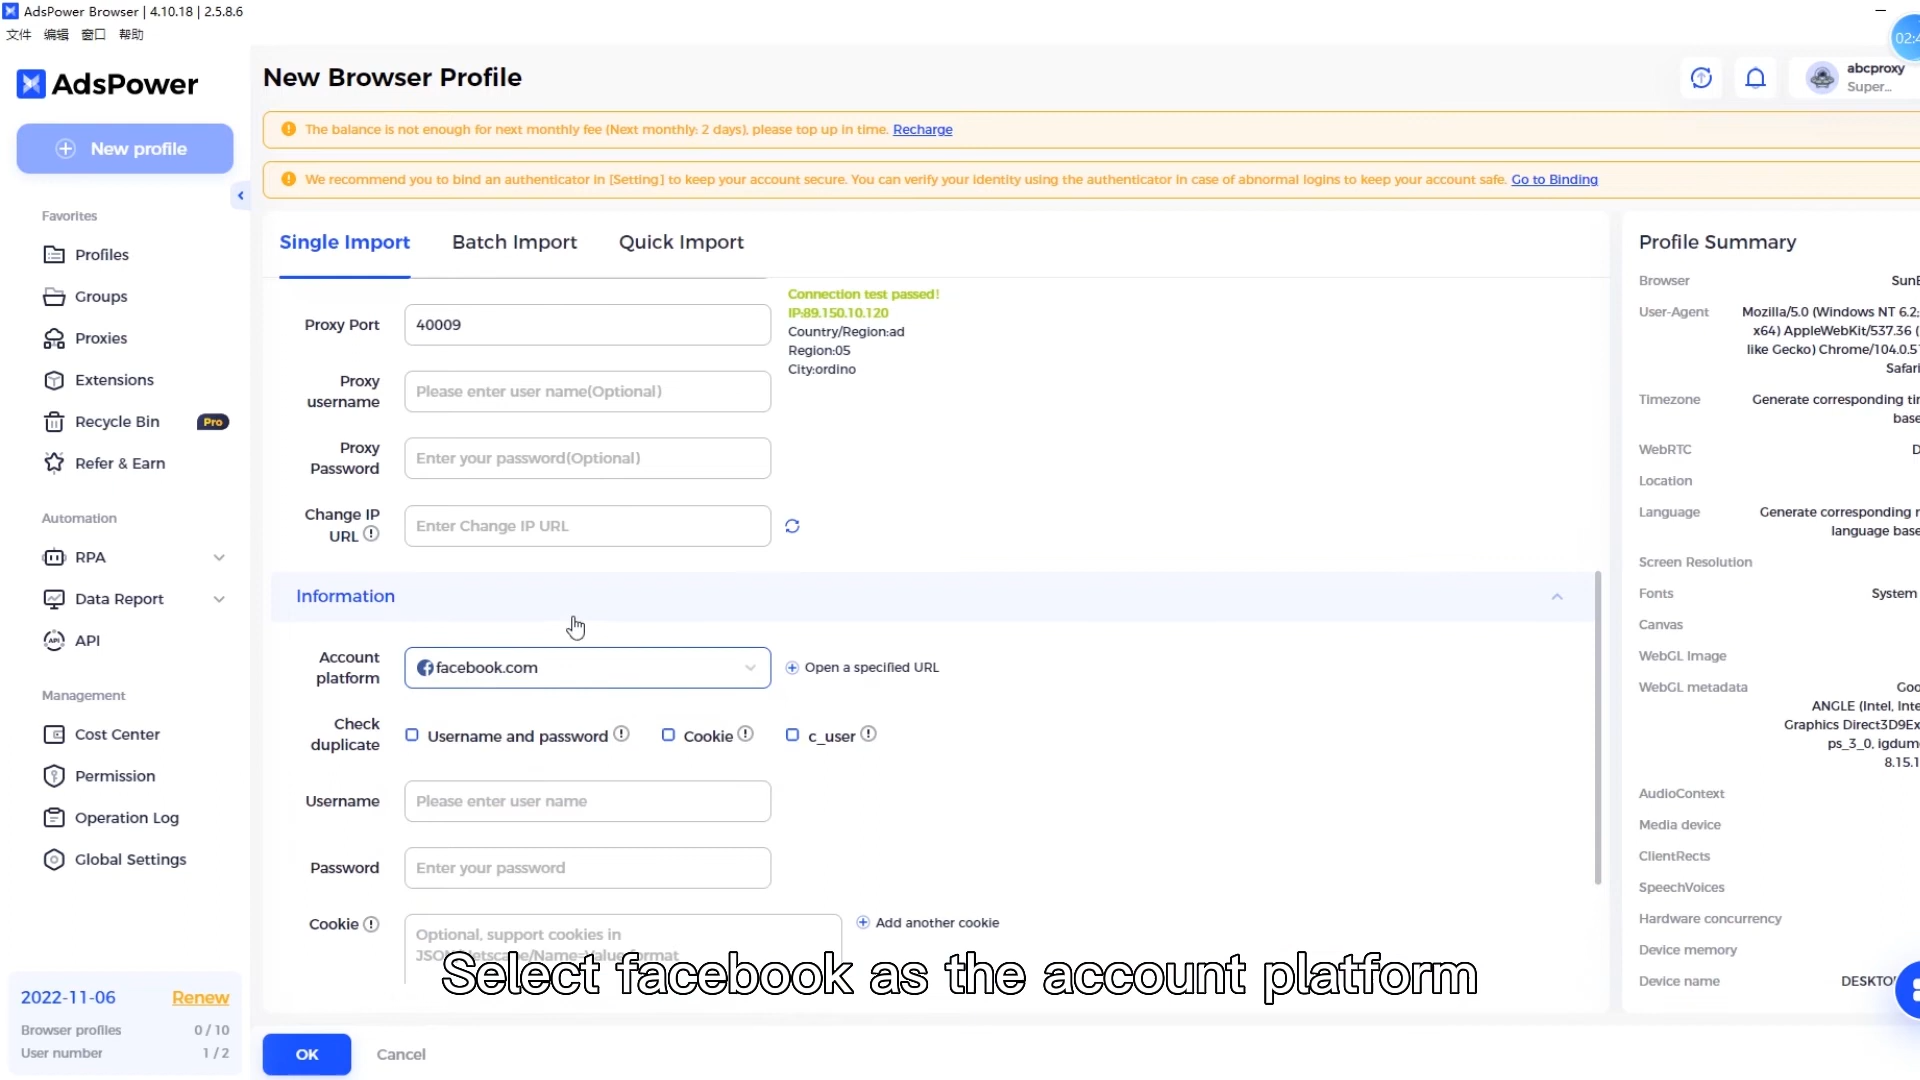 AdsPower Browser | 4.10.18 | 2.5.8.6
文件 编辑 窗口 帮助
AdsPower
New Browser Profile
02:4
abcproxy
Super...
New profile
The balance is not enough for next monthly fee (Next monthly: 2 days), please top up in time. Recharge
We recommend you to bind an authenticator in [Setting] to keep your account secure. You can verify your identity using the authenticator in case of abnormal logins to keep your account safe. Go to Binding
Favorites
Profiles
Groups
Proxies
Extensions
Recycle Bin Pro
Refer & Earn
Automation
RPA
Data Report
API
Management
Cost Center
Permission
Operation Log
Global Settings
2022-11-06 Renew
Browser profiles 0 / 10
User number 1 / 2
Single Import Batch Import Quick Import
Proxy Port 40009
Connection test passed!
IP:89.150.10.120
Country/Region:ad
Region:05
City:ordino
Proxy username Please enter user name(Optional)
Proxy Password Enter your password(Optional)
Change IP URL Enter Change IP URL
Information
Account platform facebook.com Open a specified URL
Check duplicate Username and password Cookie c_user
Username Please enter user name
Password Enter your password
Cookie Optional, support cookies in
Add another cookie
Select facebook as the account platform
OK Cancel
Profile Summary
Browser SunB
User-Agent Mozilla/5.0 (Windows NT 6.2;
x64) AppleWebKit/537.36 (
like Gecko) Chrome/104.0.51
Safari
Timezone Generate corresponding tim
base
WebRTC D
Location
Language Generate corresponding
language base
Screen Resolution
Fonts System
Canvas
WebGL Image
WebGL metadata Goo
ANGLE (Intel, Inte
Graphics Direct3D9Ex
ps_3_0, igdum
8.15.1
AudioContext
Media device
ClientRects
SpeechVoices
Hardware concurrency
Device memory
Device name DESKTO